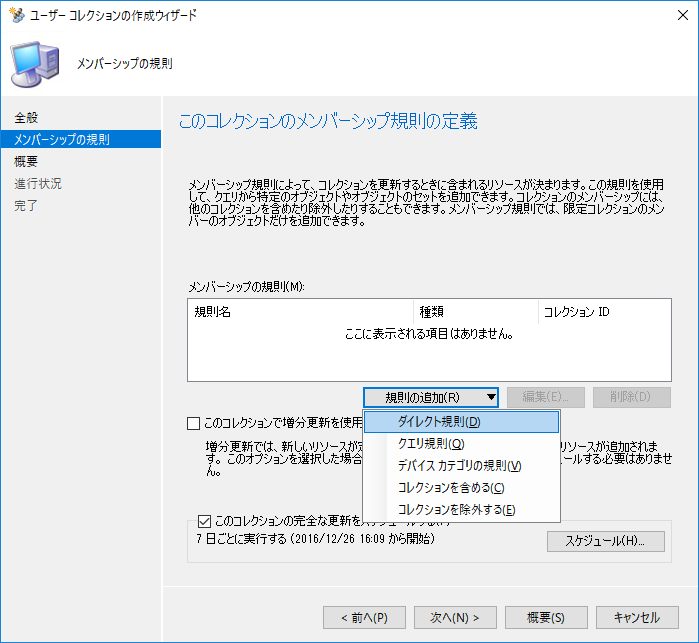 ユーザー コレクションの作成ウィザード
メンバーシップの規則
全般
メンバーシップの規則
概要
進行状況
完了
このコレクションのメンバーシップ規則の定義
メンバーシップ規則によって、コレクションを更新するときに含まれるリソースが決まります。この規則を使用
して、クエリから特定のオブジェクトやオブジェクトのセットを追加できます。コレクションのメンバーシップには、
他のコレクションを含めたり除外したりすることもできます。メンバーシップ規則では、限定コレクションのメン
バーのオブジェクトだけを追加できます。
メンバーシップの規則(M):
規則名 種類 コレクション ID
ここに表示される項目はありません。
規則の追加(R) 編集(E)... 削除(D)
ダイレクト規則(D)
クエリ規則(Q)
デバイス カテゴリの規則(V)
コレクションを含める(C)
コレクションを除外する(E)
このコレクションで増分更新を使用
増分更新では、新しいリソースが リソースが追加されま
す。このオプションを選択した場合 ールする必要はありませ
ん。
このコレクションの完全な更新を
7 日ごとに実行する (2016/12/26 16:09 から開始)
スケジュール(H)...
< 前へ(P) 次へ(N) > 概要(S) キャンセル